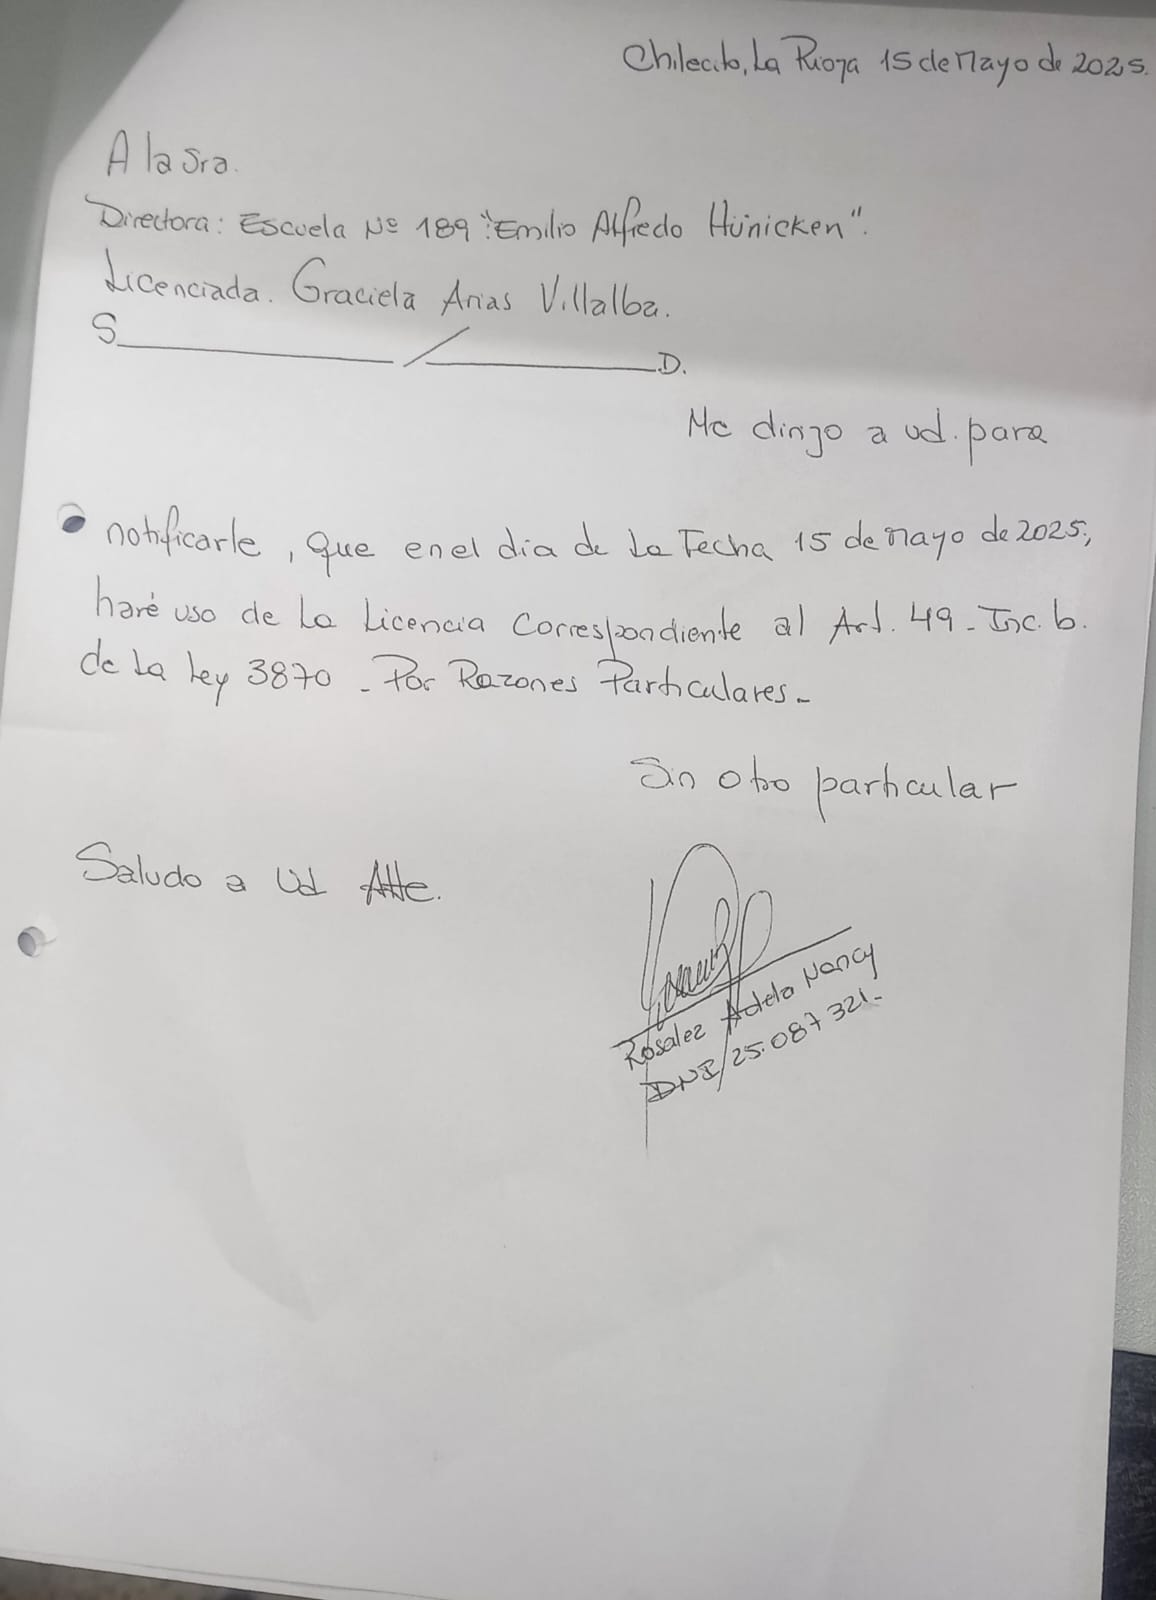 Chilecito, La Rioja 15 de Mayo de 2025.
A la Sra.
Directora: Escuela Nº 189 "Emilio Alfredo Hünicken".
Licenciada. Graciela Arias Villalba.
S________/________D.
Me dirijo a ud. para
notificarle, que en el día de La Fecha 15 de Mayo de 2025,
haré uso de La Licencia Correspondiente al Art. 49 - Inc. b.
de La Ley 3870 - Por Razones Particulares -
Sin otro particular
Saludo a Ud Atte.
Rosalez Adela Nancy
DNI/25.087 321-